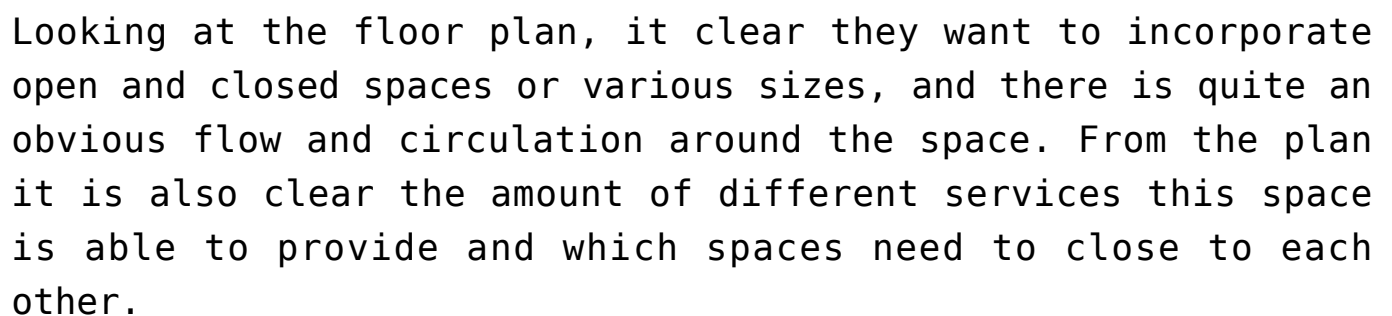 Looking at the floor plan, it clear they want to incorporate
open and closed spaces or various sizes, and there is quite an
obvious flow and circulation around the space. From the plan
it is also clear the amount of different services this space
is able to provide and which spaces need to close to each
other.